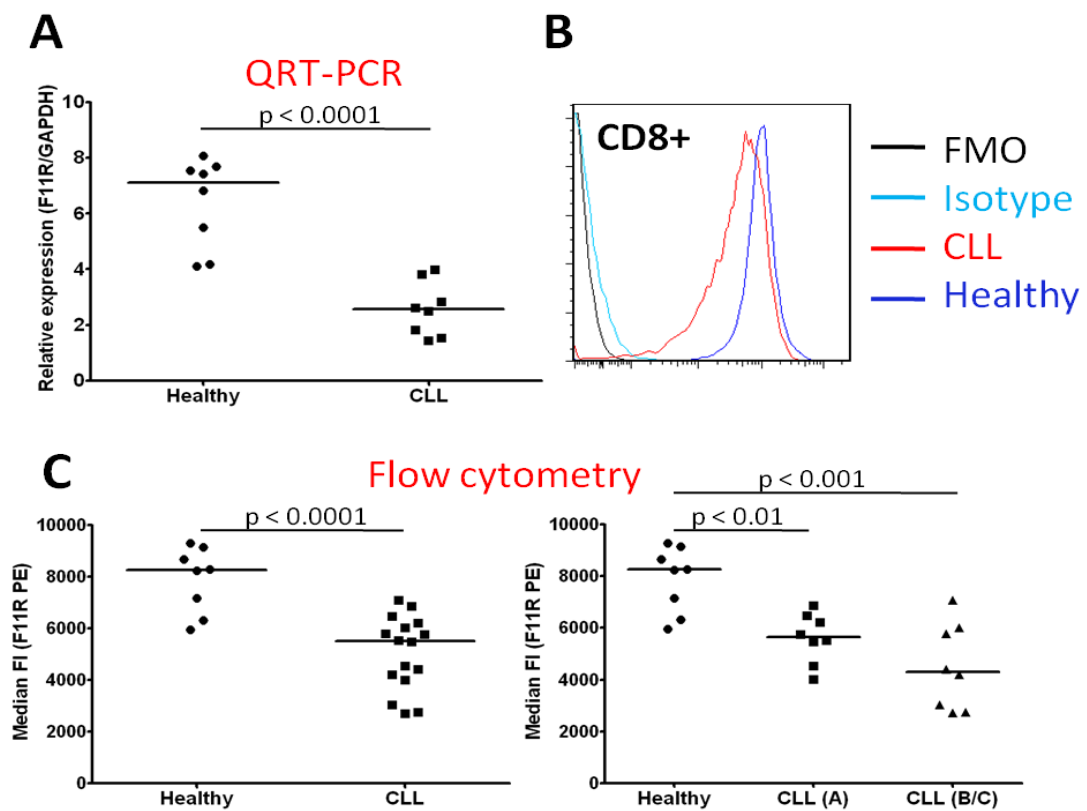 A
QRT-PCR
p < 0.0001
Relative expression (F11R/GAPDH)
10
8
6
4
2
0
Healthy
CLL
B
CD8+
FMO
Isotype
CLL
Healthy
C
Flow cytometry
p < 0.0001
Median FI (F11R PE)
10000
8000
6000
4000
2000
0
Healthy
CLL
p < 0.001
p < 0.01
Median FI (F11R PE)
10000
8000
6000
4000
2000
0
Healthy
CLL (A)
CLL (B/C)